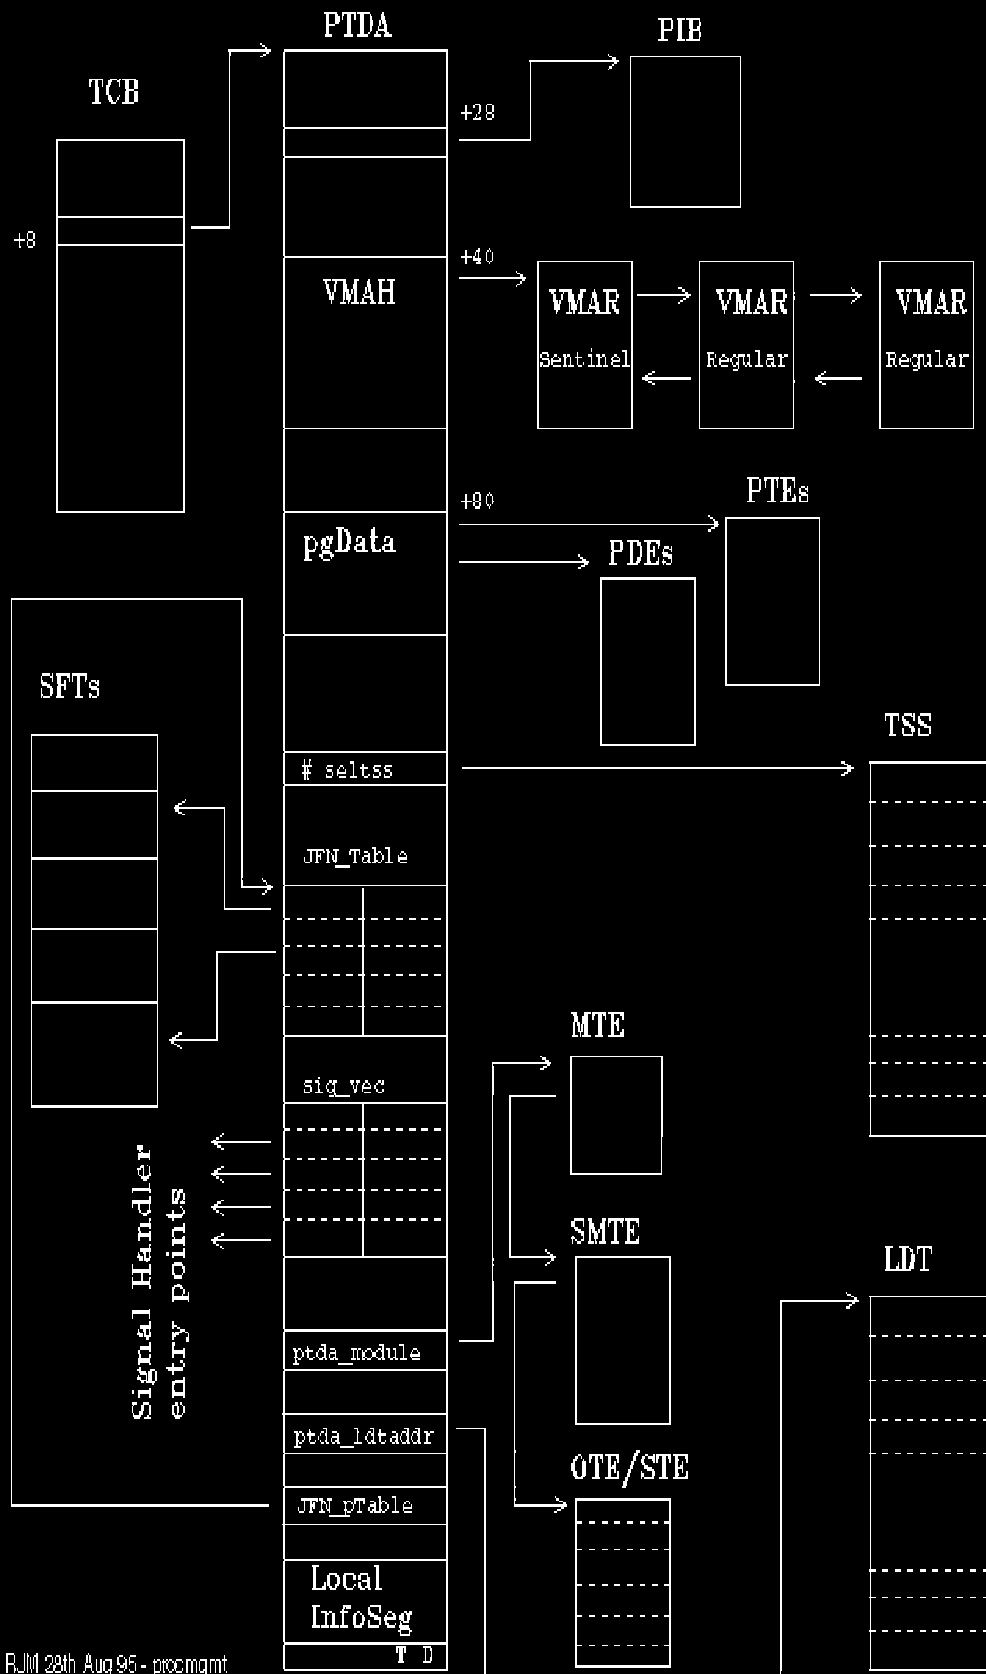 PTDA
PIB
TCB
+28
+8
+40
VMAH
VMAR
VMAR
VMAR
Sentinel
Regular
Regular
PTEs
+80
pgData
PDEs
SFTs
TSS
# seltss
JFN_Table
MTE
sig_vec
Signal Handler
entry points
SMTE
LDT
ptda_module
ptda_ldtaddr
OTE/STE
JFN_pTable
Local
InfoSeg
T D
RJM 28th Aug 95 - procmgmt